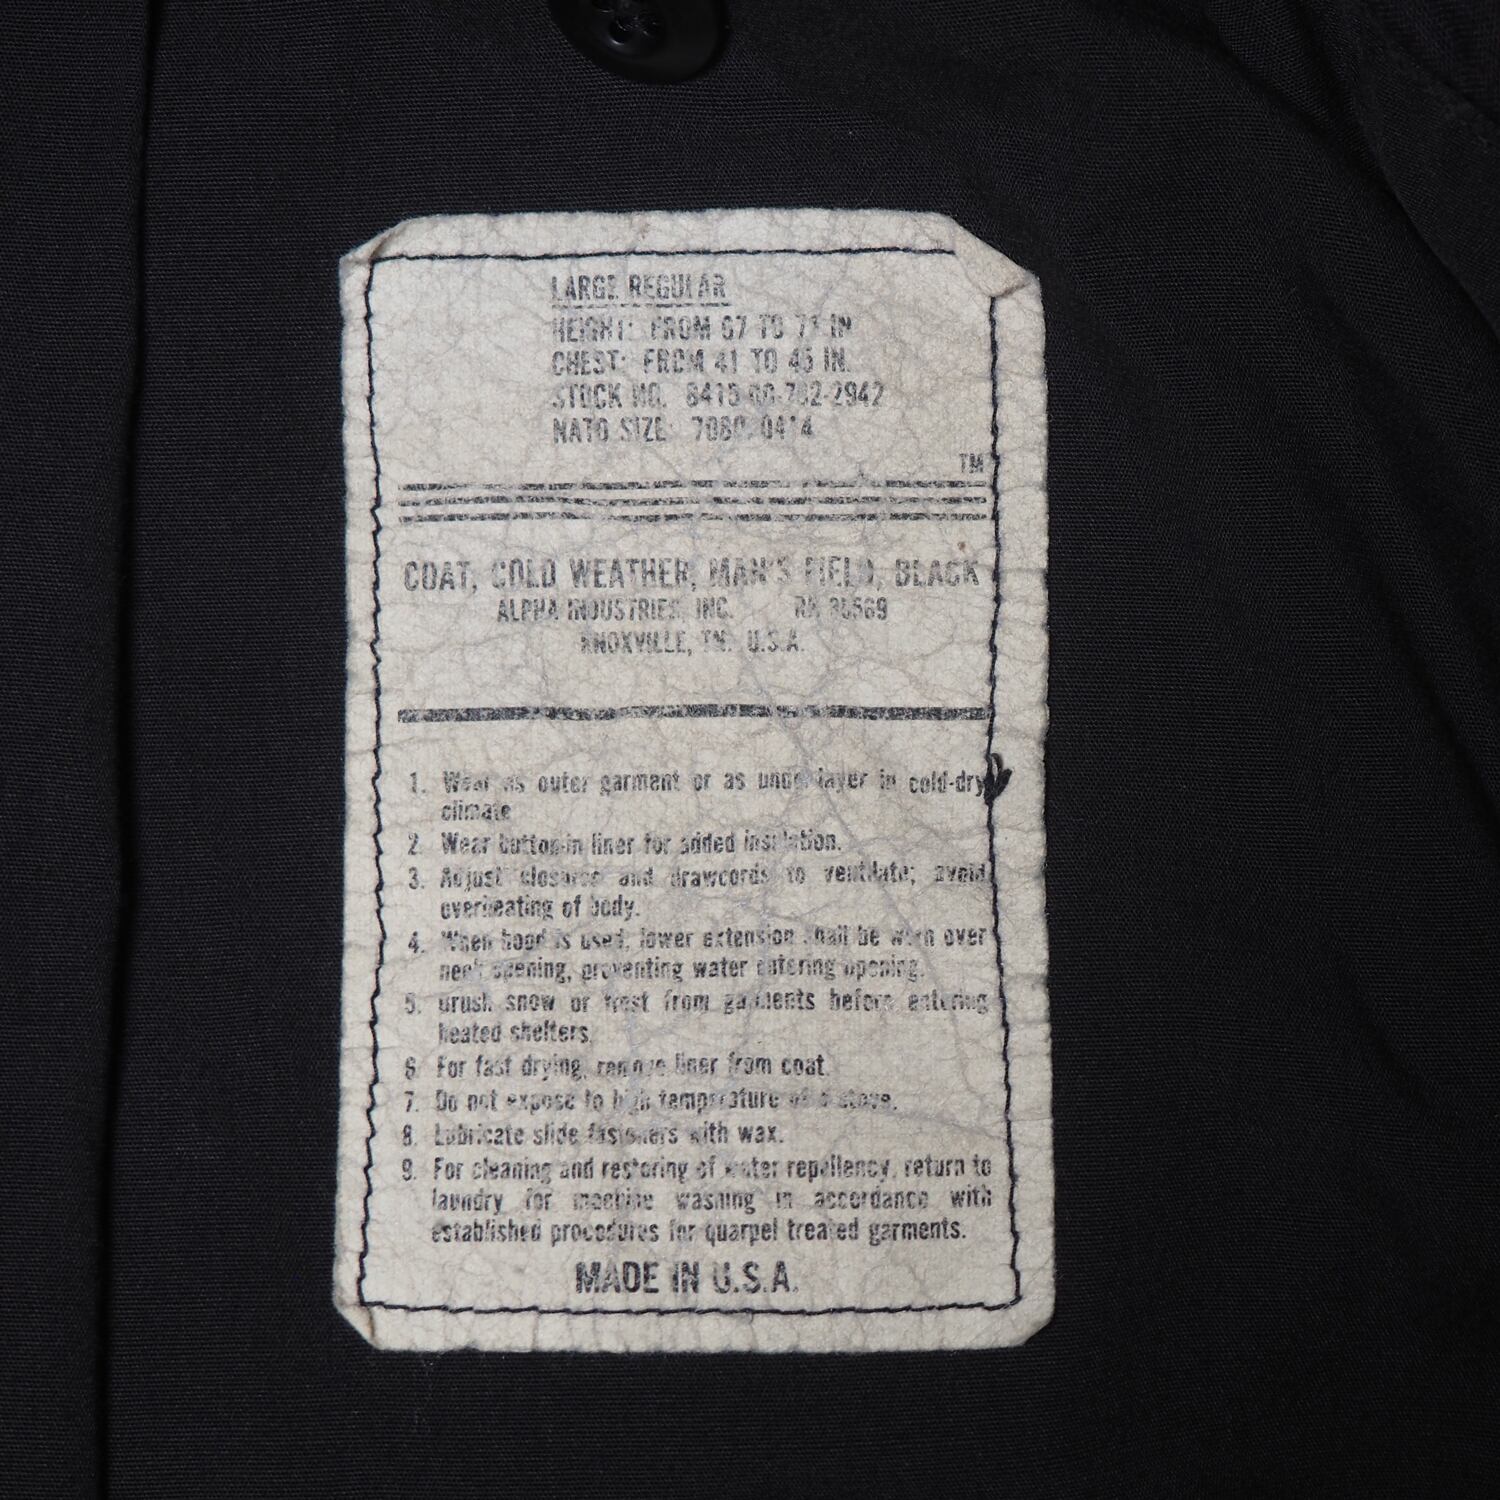 LARGE REGULAR
HEIGHT: FROM 67 TO 71 IN
CHEST: FROM 41 TO 45 IN.
STOCK NO. 8415-00-782-2942
NATO SIZE: 7080/0414
TM
COAT, COLD WEATHER, MAN'S FIELD, BLACK
ALPHA INDUSTRIES, INC. RN
KNOXVILLE, TN. U.S.A.
1. Wear as outer garment or as under layer in cold-dry
climate
2. Wear button-in liner for added insulation.
3. Adjust closures and drawcords to ventilate; avoid
overheating of body.
4. When hood is used, lower extension shall be worn over
neck opening, preventing water entering opening.
5. Brush snow or frost from garments before entering
heated shelters.
6. For fast drying, remove liner from coat.
7. Do not expose to high temperature of a stove.
8. Lubricate slide fasteners with wax.
9. For cleaning and restoring of water repellency, return to
laundry for machine washing in accordance with
established procedures for quarpel treated garments.
MADE IN U.S.A.